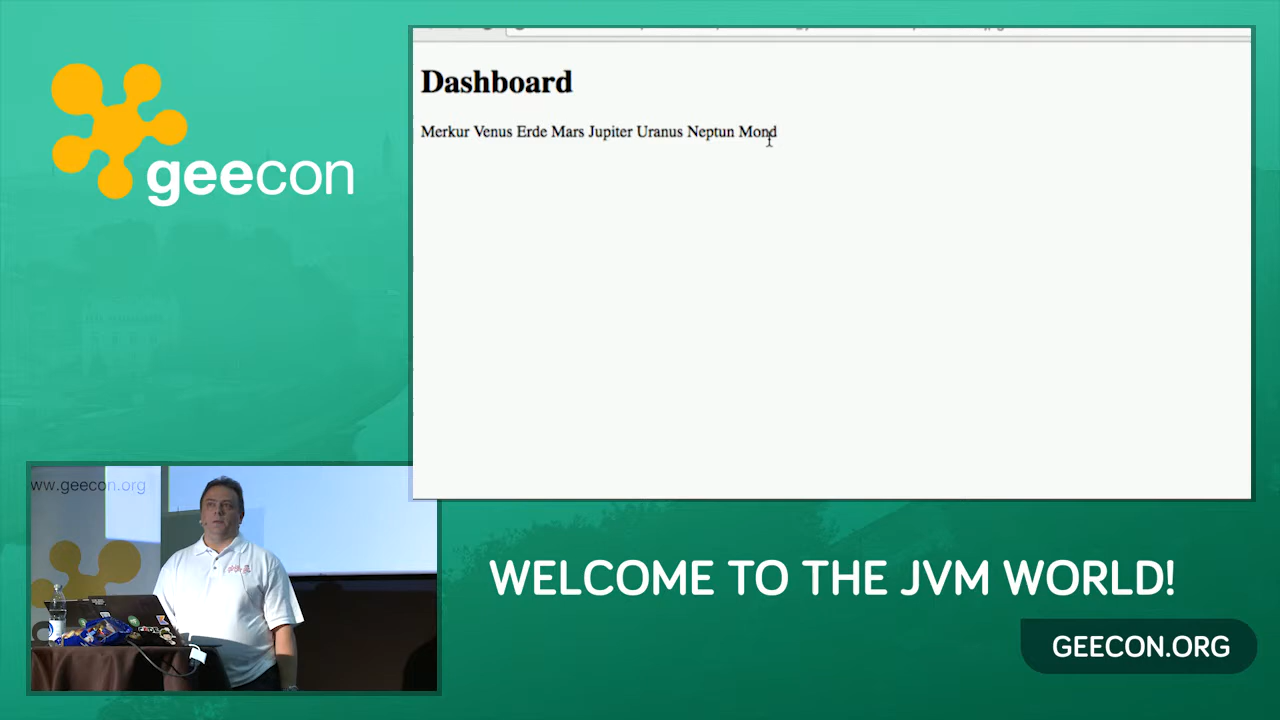 geecon
Dashboard
Merkur Venus Erde Mars Jupiter Uranus Neptun Mond
ww.geecon.org
WELCOME TO THE JVM WORLD!
GEECON.ORG